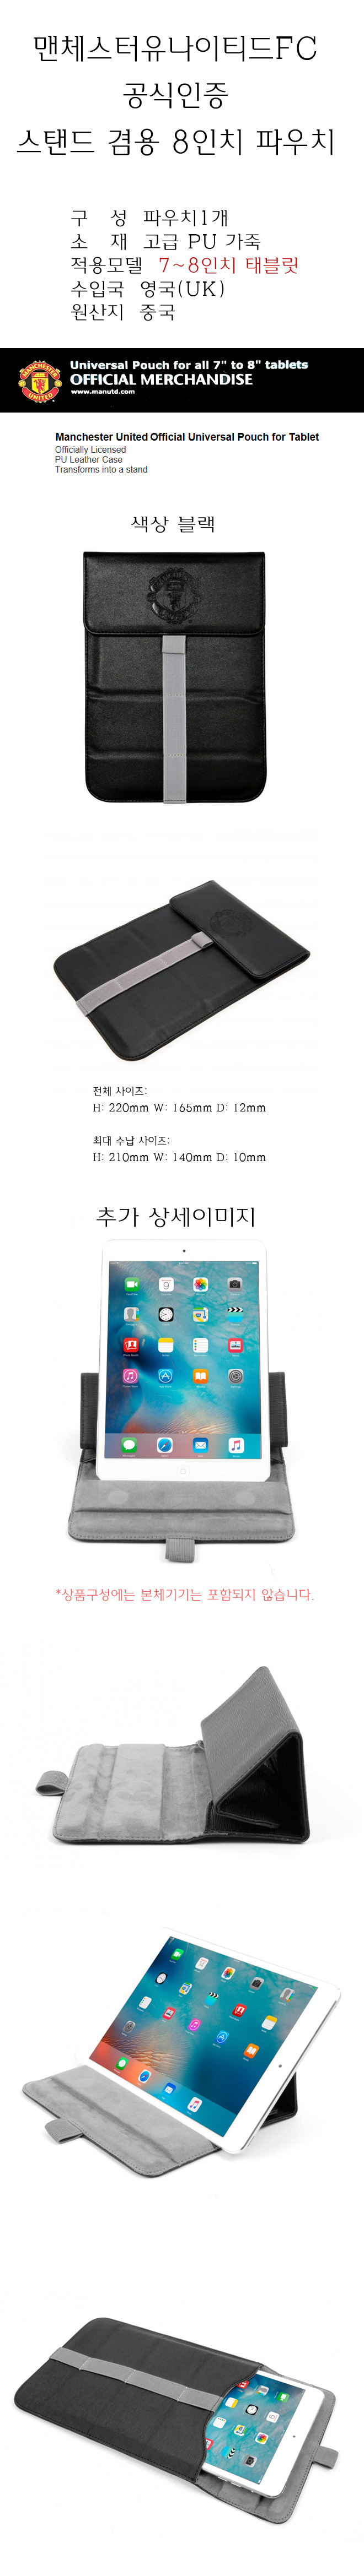 맨체스터유나이티드FC
공식인증
스탠드 겸용 8인치 파우치
구 성 파우치1개
소 재 고급 PU 가죽
적용모델 7~8인치 태블릿
수입국 영국(UK)
원산지 중국
MANCHESTER
UNITED
Universal Pouch for all 7" to 8" tablets
OFFICIAL MERCHANDISE
www.manutd.com
Manchester United Official Universal Pouch for Tablet
Officially Licensed
PU Leather Case
Transforms into a stand
색상 블랙
전체 사이즈:
H: 220mm W: 165mm D: 12mm
최대 수납 사이즈:
H: 210mm W: 140mm D: 10mm
추가 상세이미지
*상품구성에는 본체기기는 포함되지 않습니다.